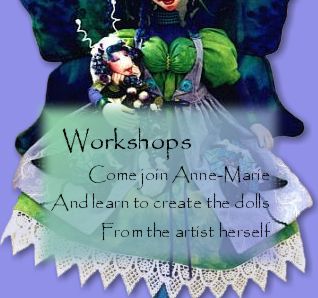 Workshops
Come join Anne-Marie
And learn to create the dolls
From the artist herself